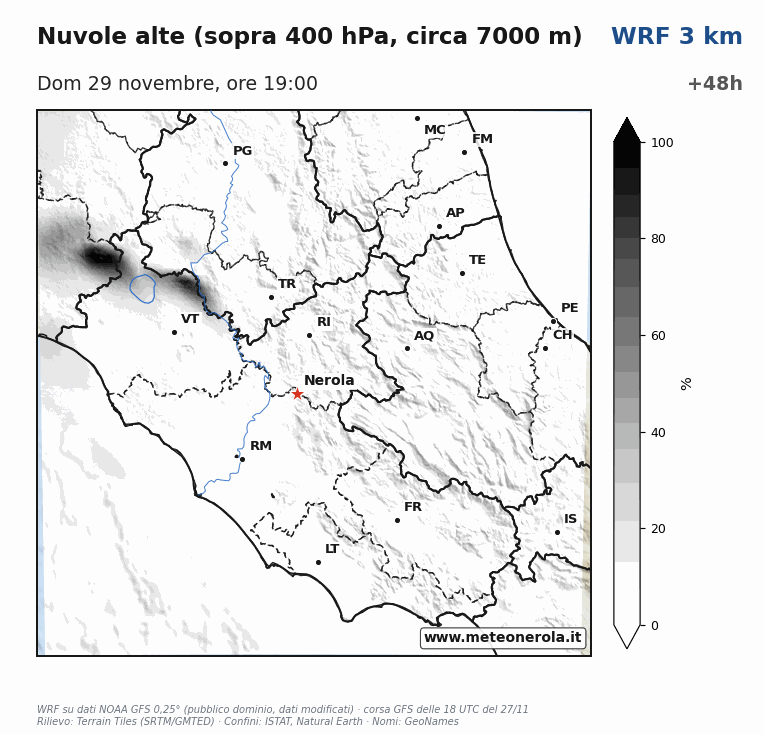 Nuvole alte (sopra 400 hPa, circa 7000 m) WRF 3 km
Dom 29 novembre, ore 19:00 +48h
MC
FM
PG
AP
TE
TR
PE
VT
RI
AQ
CH
Nerola
RM
FR
IS
LT
www.meteonerola.it
100
80
60
40
20
0
%
WRF su dati NOAA GFS 0,25° (pubblico dominio, dati modificati) · corsa GFS delle 18 UTC del 27/11
Rilievo: Terrain Tiles (SRTM/GMTED) · Confini: ISTAT, Natural Earth · Nomi: GeoNames